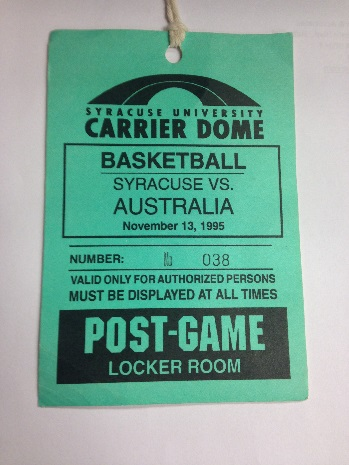 SYRACUSE UNIVERSITY
CARRIER DOME
BASKETBALL
SYRACUSE VS.
AUSTRALIA
November 13, 1995
NUMBER: № 038
VALID ONLY FOR AUTHORIZED PERSONS
MUST BE DISPLAYED AT ALL TIMES
POST-GAME
LOCKER ROOM